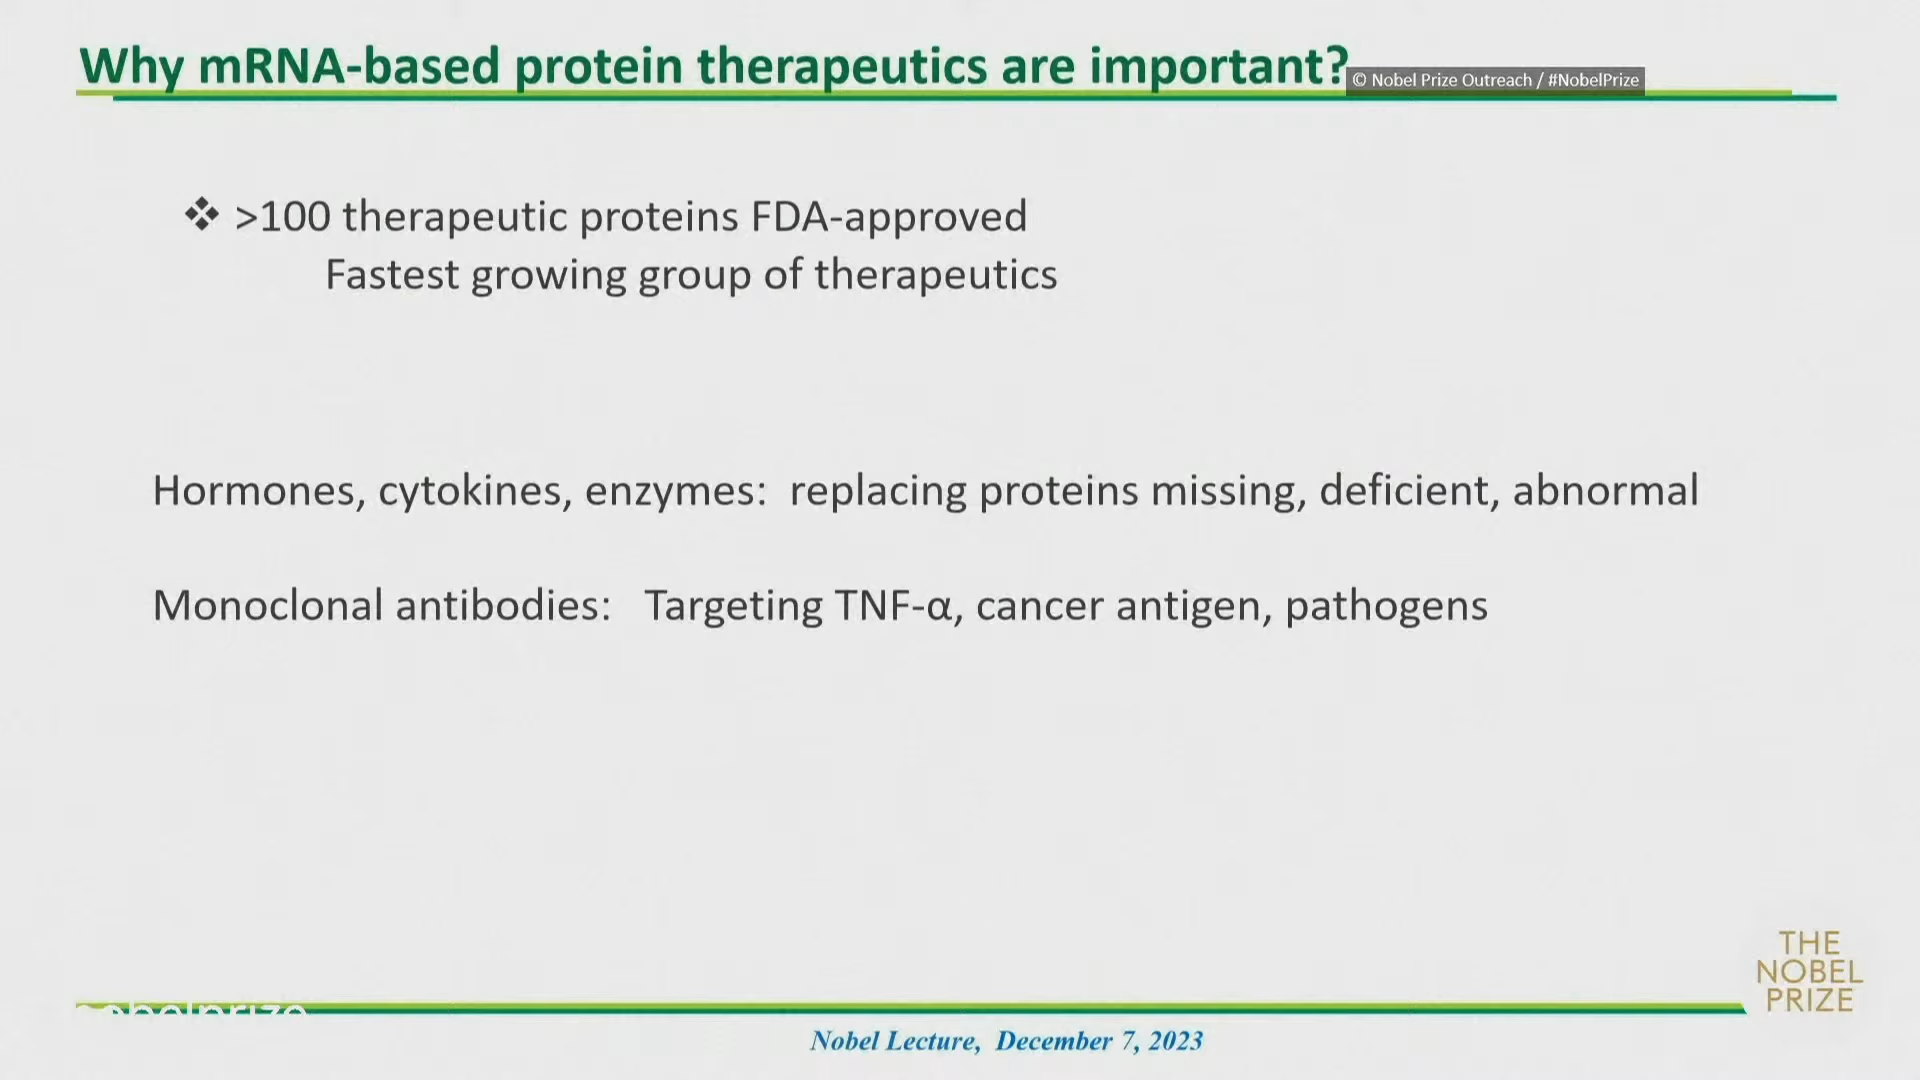 Why mRNA-based protein therapeutics are important?
© Nobel Prize Outreach / #NobelPrize
❖ >100 therapeutic proteins FDA-approved
Fastest growing group of therapeutics
Hormones, cytokines, enzymes: replacing proteins missing, deficient, abnormal
Monoclonal antibodies: Targeting TNF-α, cancer antigen, pathogens
THE
NOBEL
PRIZE
nobelprize
Nobel Lecture, December 7, 2023